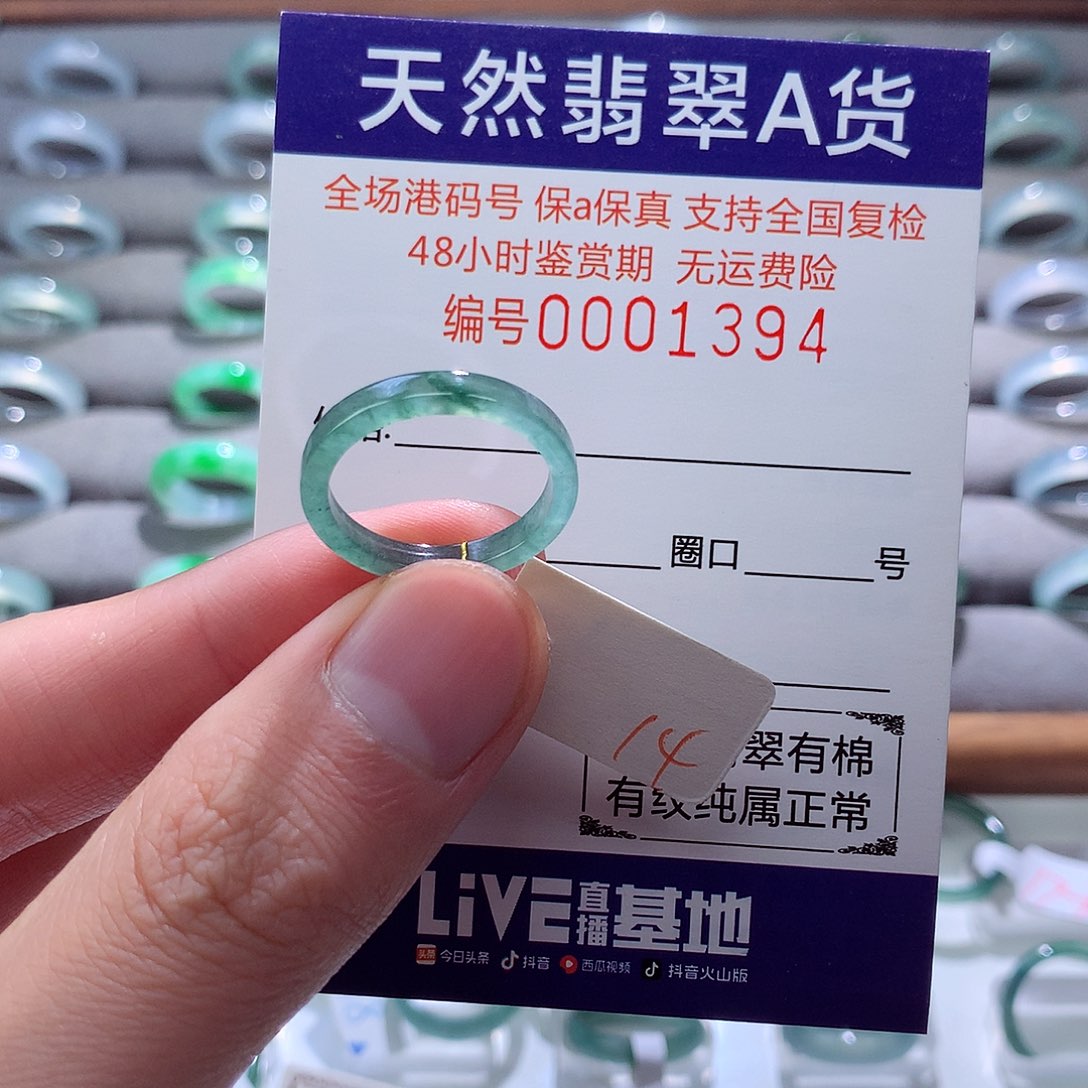 天然翡翠A货
全场港码号 保a保真 支持全国复检
48小时鉴赏期 无运费险
编号0001394
圈口 号
14
翠有棉
有纹纯属正常
LiVE直播基地
头条 今日头条 抖音 西瓜视频 抖音火山版